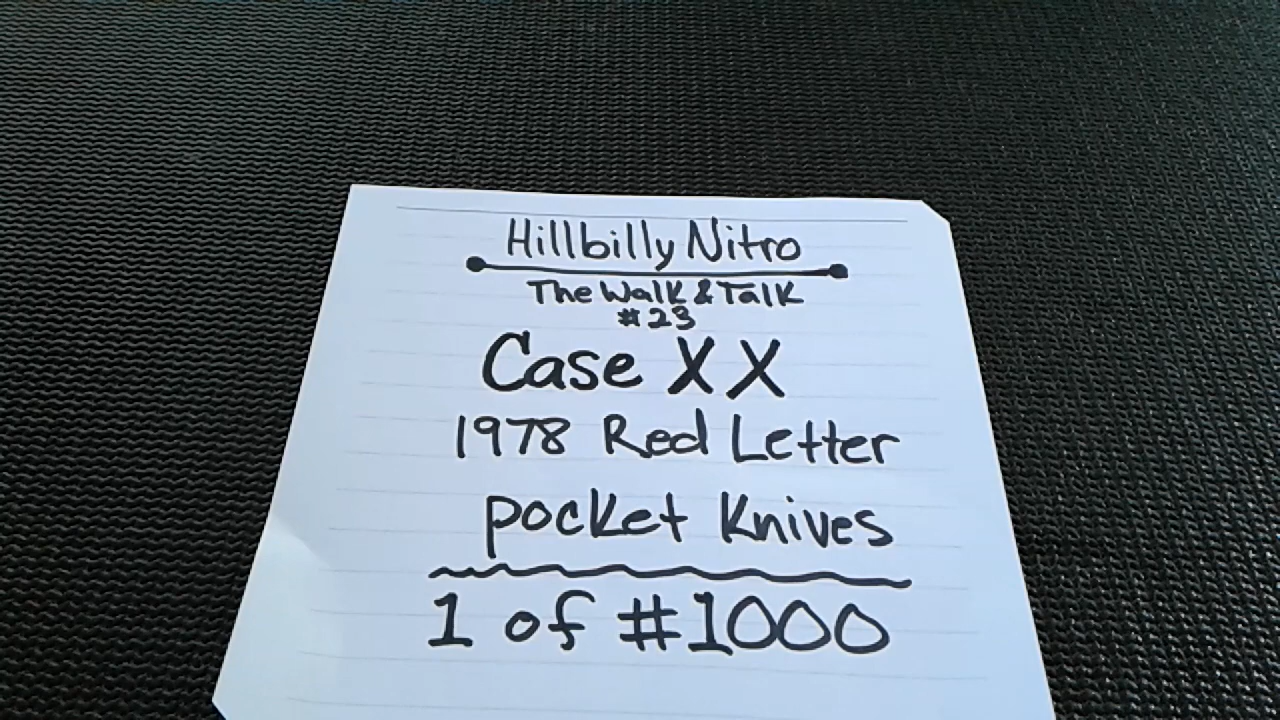 Hillbilly Nitro
The Walk & Talk
#23
Case XX
1978 Red Letter
pocket Knives
1 of #1000